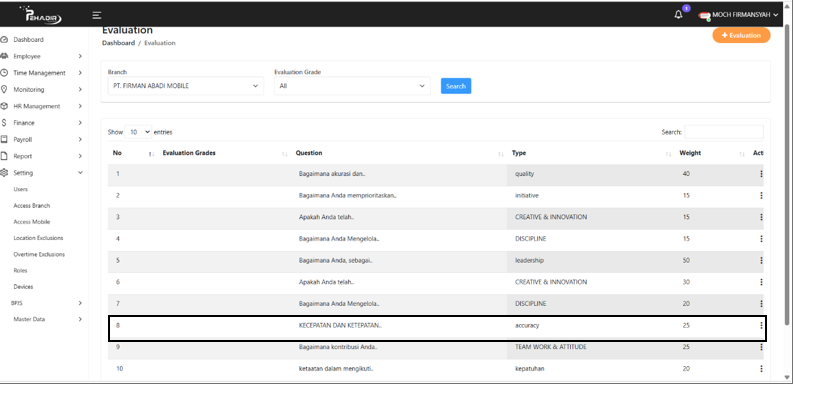 PEHADIR
3
MOCH FIRMANSYAH
Evaluation
Dashboard / Evaluation
+ Evaluation
Dashboard
Employee
Time Management
Monitoring
HR Management
Finance
Payroll
Report
Setting
Users
Access Branch
Access Mobile
Location Exclusions
Overtime Exclusions
Roles
Devices
BPJS
Master Data
Branch Evaluation Grade
PT. FIRMAN ABADI MOBILE All Search
Show 10 entries Search:
No Evaluation Grades Question Type Weight Act
1 Bagaimana akurasi dan.. quality 40
2 Bagaimana Anda memprioritaskan.. initiative 15
3 Apakah Anda telah.. CREATIVE & INNOVATION 15
4 Bagaimana Anda Mengelola.. DISCIPLINE 15
5 Bagaimana Anda, sebagai.. leadership 50
6 Apakah Anda telah.. CREATIVE & INNOVATION 30
7 Bagaimana Anda Mengelola.. DISCIPLINE 20
8 KECEPATAN DAN KETEPATAN.. accuracy 25
9 Bagaimana kontribusi Anda.. TEAM WORK & ATTITUDE 25
10 ketaatan dalam mengikuti.. kepatuhan 20